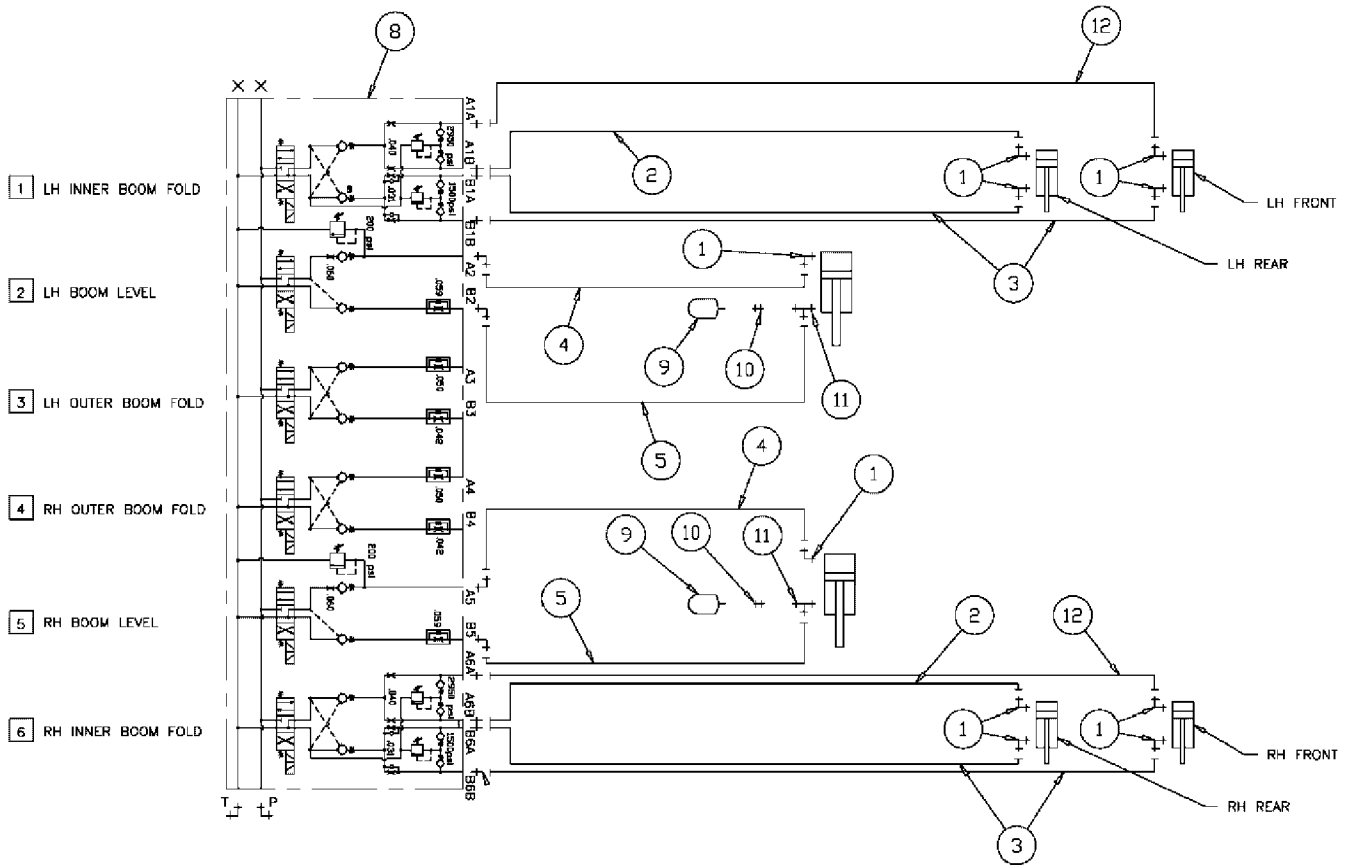 8
12
A1A
A1B
B1A
B1B
.040
2950 psi
.031
1500psi
1 LH INNER BOOM FOLD
2
1
1
LH FRONT
LH REAR
3
200 psi
A2
B2
.060
.059
1
2 LH BOOM LEVEL
4
9
10
11
3 LH OUTER BOOM FOLD
A3
B3
.050
.042
5
4
1
4 RH OUTER BOOM FOLD
A4
B4
.050
.042
9
10
11
200 psi
A5
B5
.060
.059
5 RH BOOM LEVEL
5
2
12
A6A
A6B
B6A
B6B
.040
2950 psi
.031
1500psi
6 RH INNER BOOM FOLD
1
1
RH FRONT
RH REAR
3
T
P